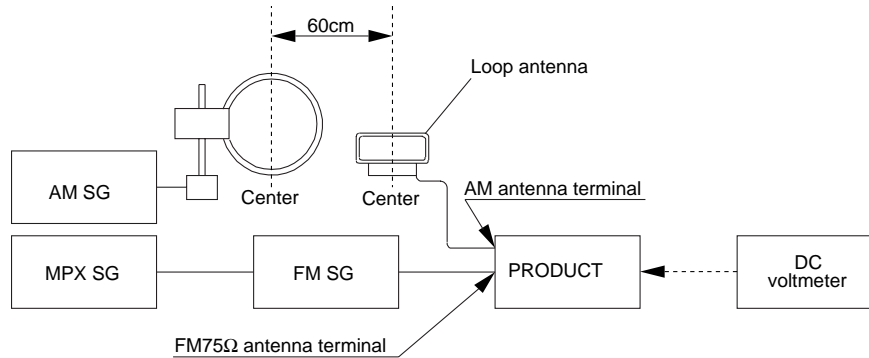 60cm
Loop antenna
AM SG
Center
Center
AM antenna terminal
MPX SG
FM SG
PRODUCT
DC
voltmeter
FM75Ω antenna terminal